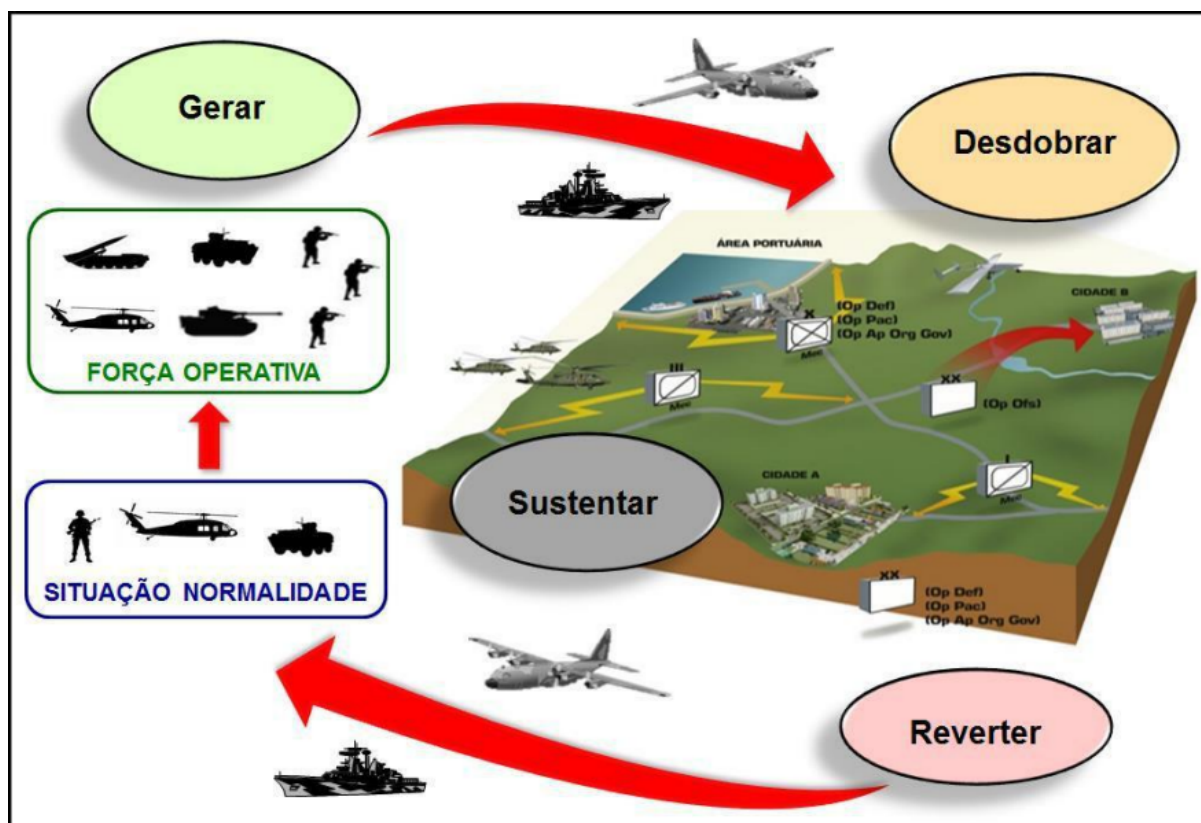 Gerar
Desdobrar
ÁREA PORTUÁRIA
CIDADE B
X
(Op Def)
(Op Pac)
(Op Ap Org Gov)
Mec
FORÇA OPERATIVA
III
Mec
XX
(Op Ofs)
SITUAÇÃO NORMALIDADE
Sustentar
CIDADE A
I
Mec
XX
(Op Def)
(Op Pac)
(Op Ap Org Gov)
Reverter